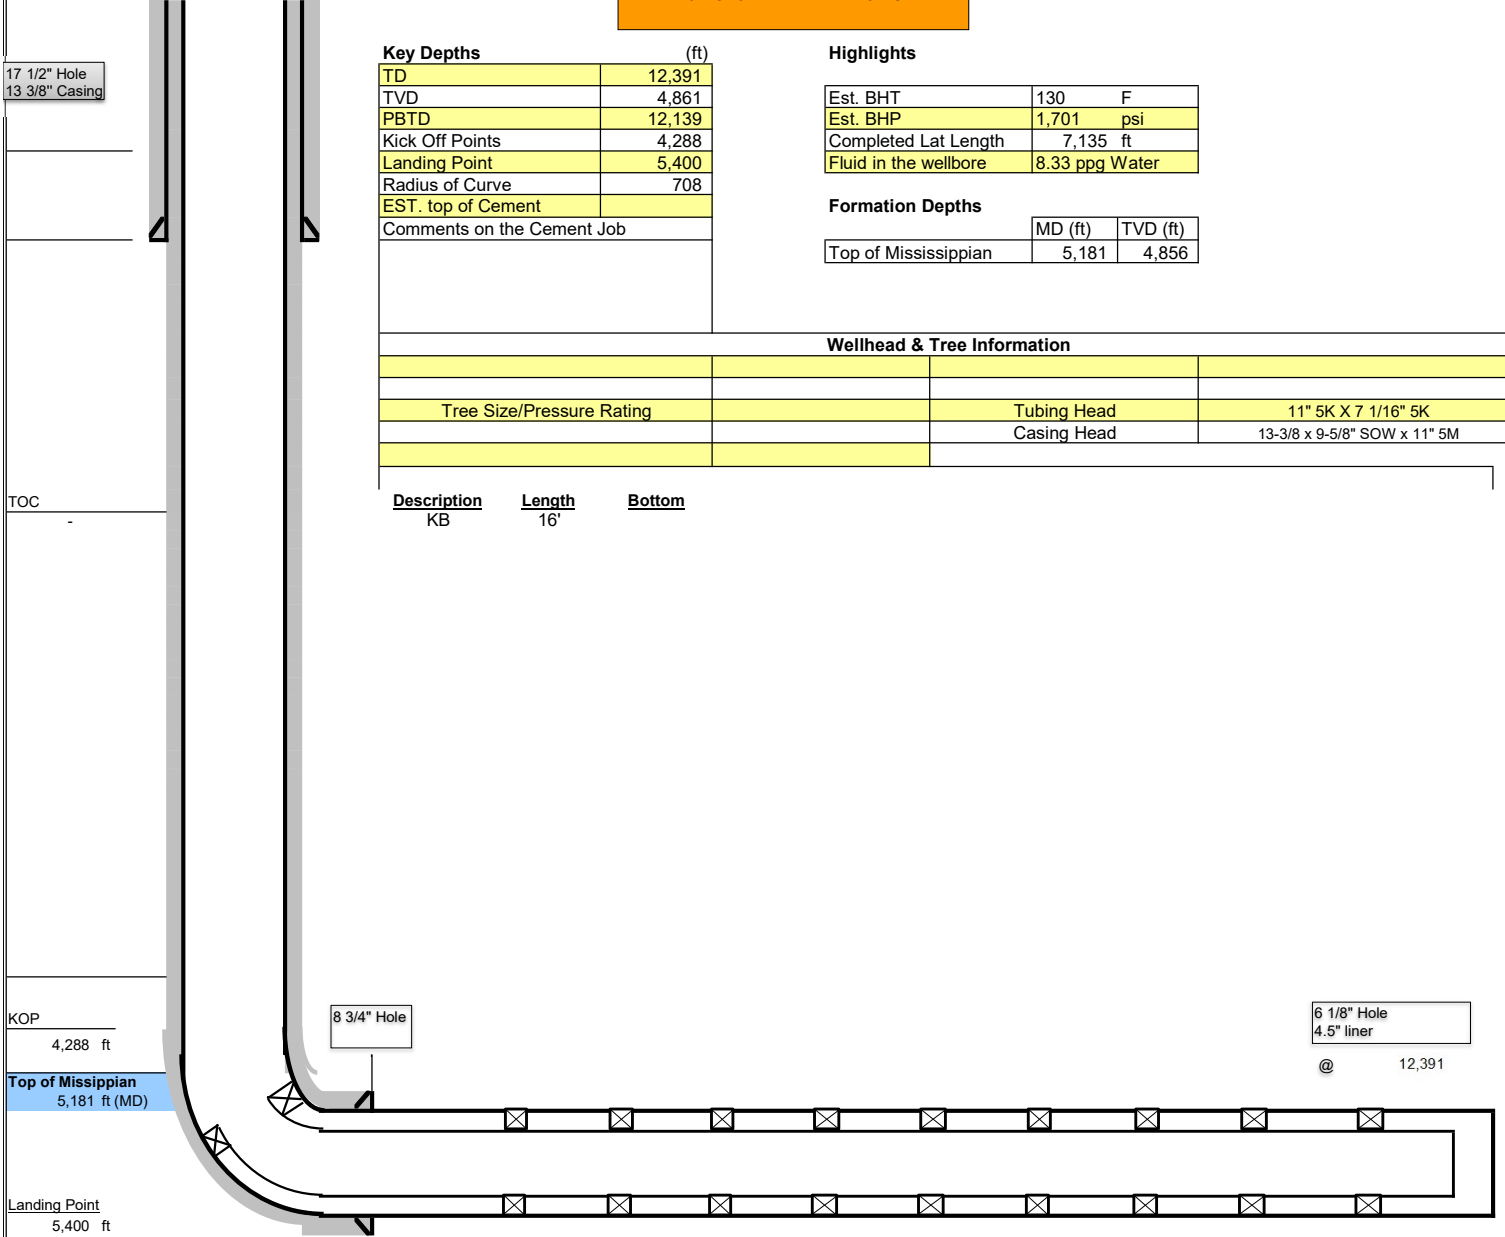 17 1/2" Hole
13 3/8" Casing
Key Depths (ft)
TD 12,391
TVD 4,861
PBTD 12,139
Kick Off Points 4,288
Landing Point 5,400
Radius of Curve 708
EST. top of Cement
Comments on the Cement Job
Highlights
Est. BHT 130 F
Est. BHP 1,701 psi
Completed Lat Length 7,135 ft
Fluid in the wellbore 8.33 ppg Water
Formation Depths
MD (ft) TVD (ft)
Top of Mississippian 5,181 4,856
Wellhead & Tree Information
Tree Size/Pressure Rating Tubing Head 11" 5K X 7 1/16" 5K
Casing Head 13-3/8 x 9-5/8" SOW x 11" 5M
Description Length Bottom
KB 16'
TOC
-
KOP
4,288 ft
Top of Missippian
5,181 ft (MD)
Landing Point
5,400 ft
8 3/4" Hole
6 1/8" Hole
4.5" liner
@ 12,391